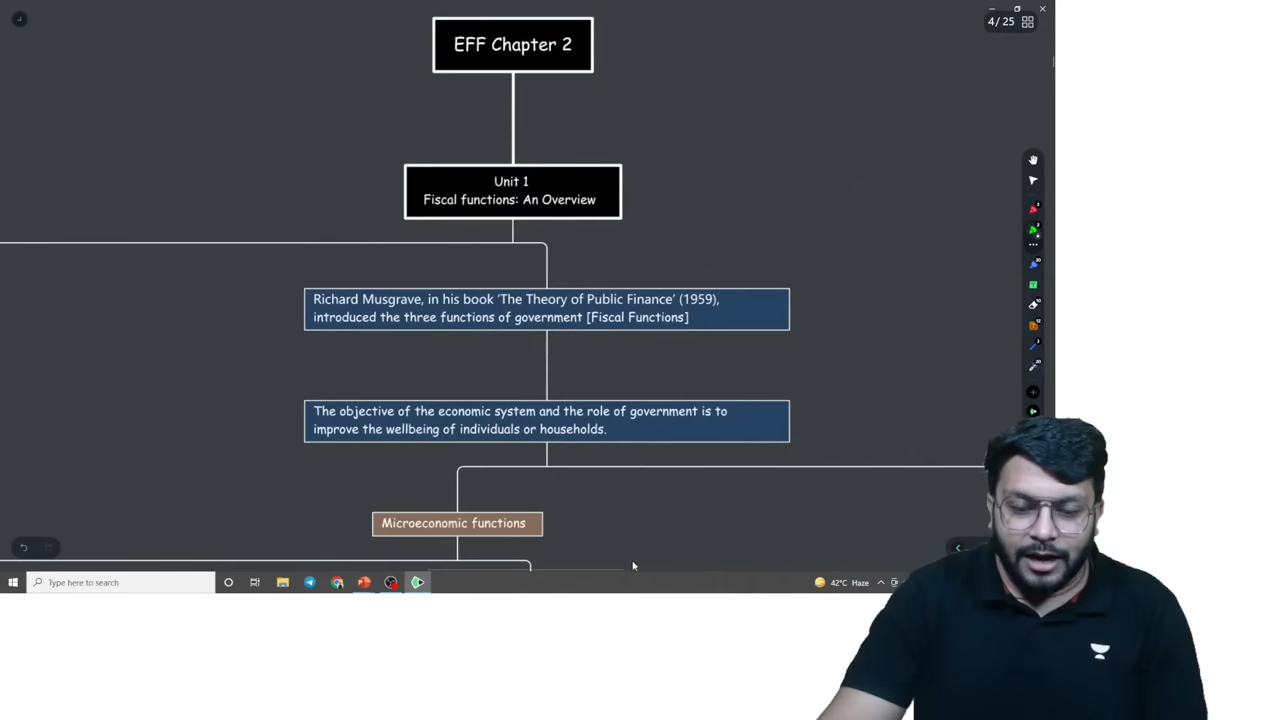 4/25
EFF Chapter 2
Unit 1
Fiscal functions: An Overview
Richard Musgrave, in his book 'The Theory of Public Finance' (1959),
introduced the three functions of government [Fiscal Functions]
The objective of the economic system and the role of government is to
improve the wellbeing of individuals or households.
Microeconomic functions
Type here to search
42°C Haze